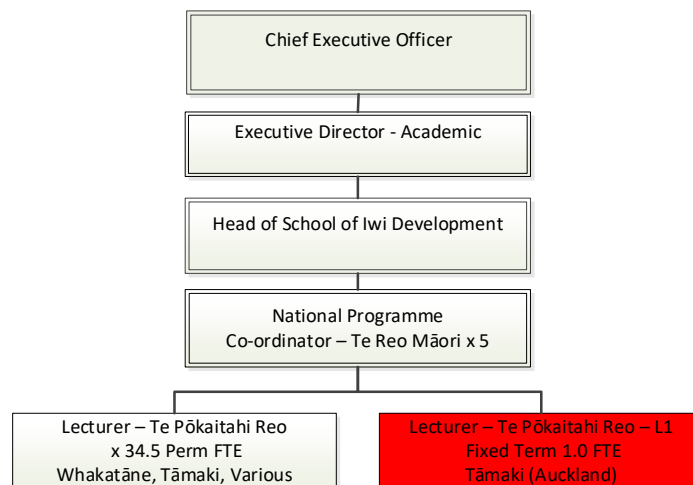 Chief Executive Officer
Executive Director - Academic
Head of School of Iwi Development
National Programme
Co-ordinator – Te Reo Māori x 5
Lecturer – Te Pōkaitahi Reo
x 34.5 Perm FTE
Whakatāne, Tāmaki, Various
Lecturer – Te Pōkaitahi Reo – L1
Fixed Term 1.0 FTE
Tāmaki (Auckland)